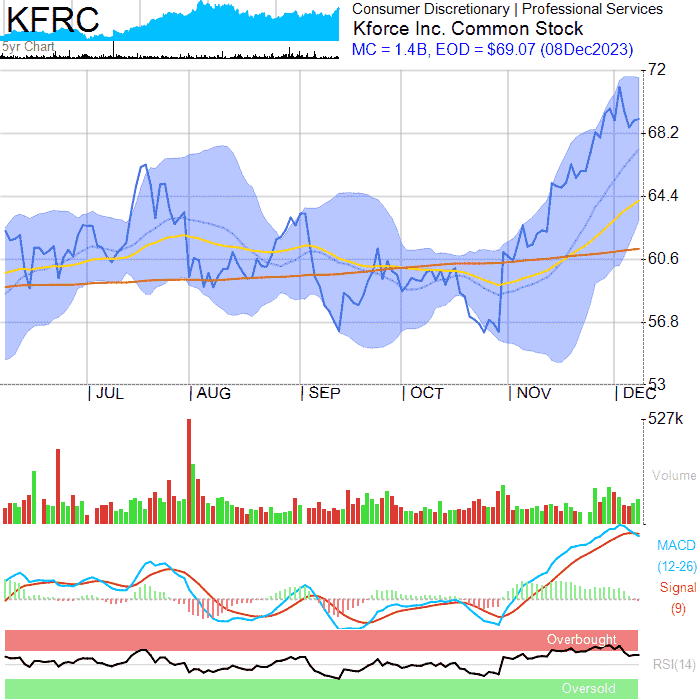 KFRC
5yr Chart
Consumer Discretionary | Professional Services
Kforce Inc. Common Stock
MC = 1.4B, EOD = $69.07 (08Dec2023)
72
68.2
64.4
60.6
56.8
53
| JUL | AUG | SEP | OCT | NOV | DEC
527k
Volume
MACD
(12-26)
Signal
(9)
Overbought
RSI(14)
Oversold